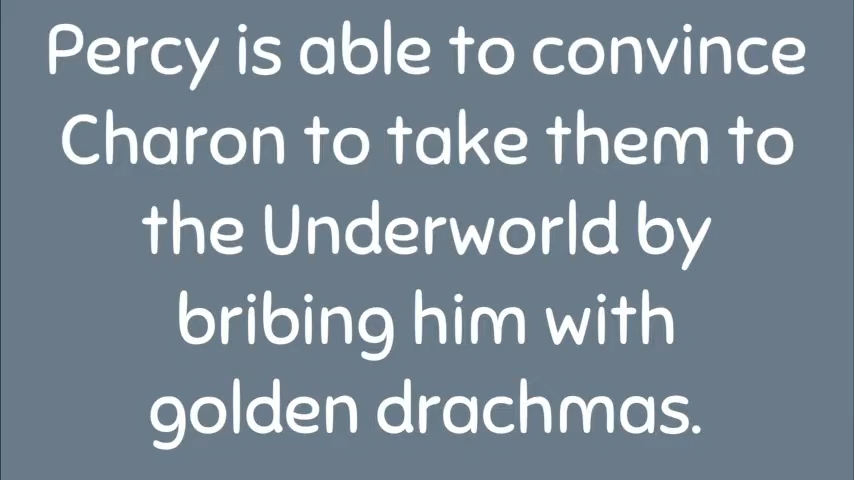 Percy is able to convince
Charon to take them to
the Underworld by
bribing him with
golden drachmas.